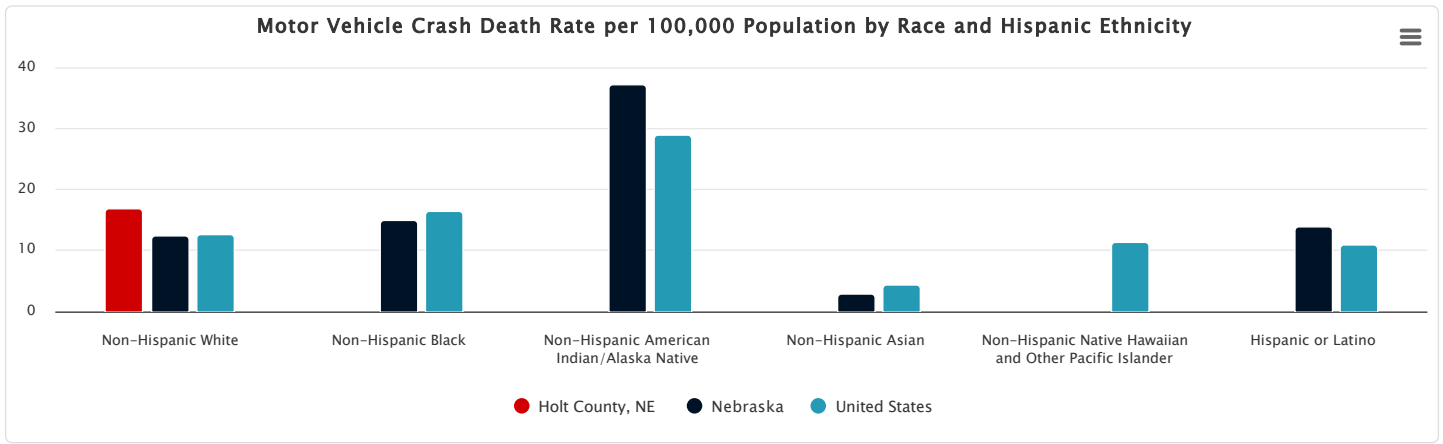 Motor Vehicle Crash Death Rate per 100,000 Population by Race and Hispanic Ethnicity
40
30
20
10
0
Non-Hispanic White
Non-Hispanic Black
Non-Hispanic American
Indian/Alaska Native
Non-Hispanic Asian
Non-Hispanic Native Hawaiian
and Other Pacific Islander
Hispanic or Latino
Holt County, NE
Nebraska
United States